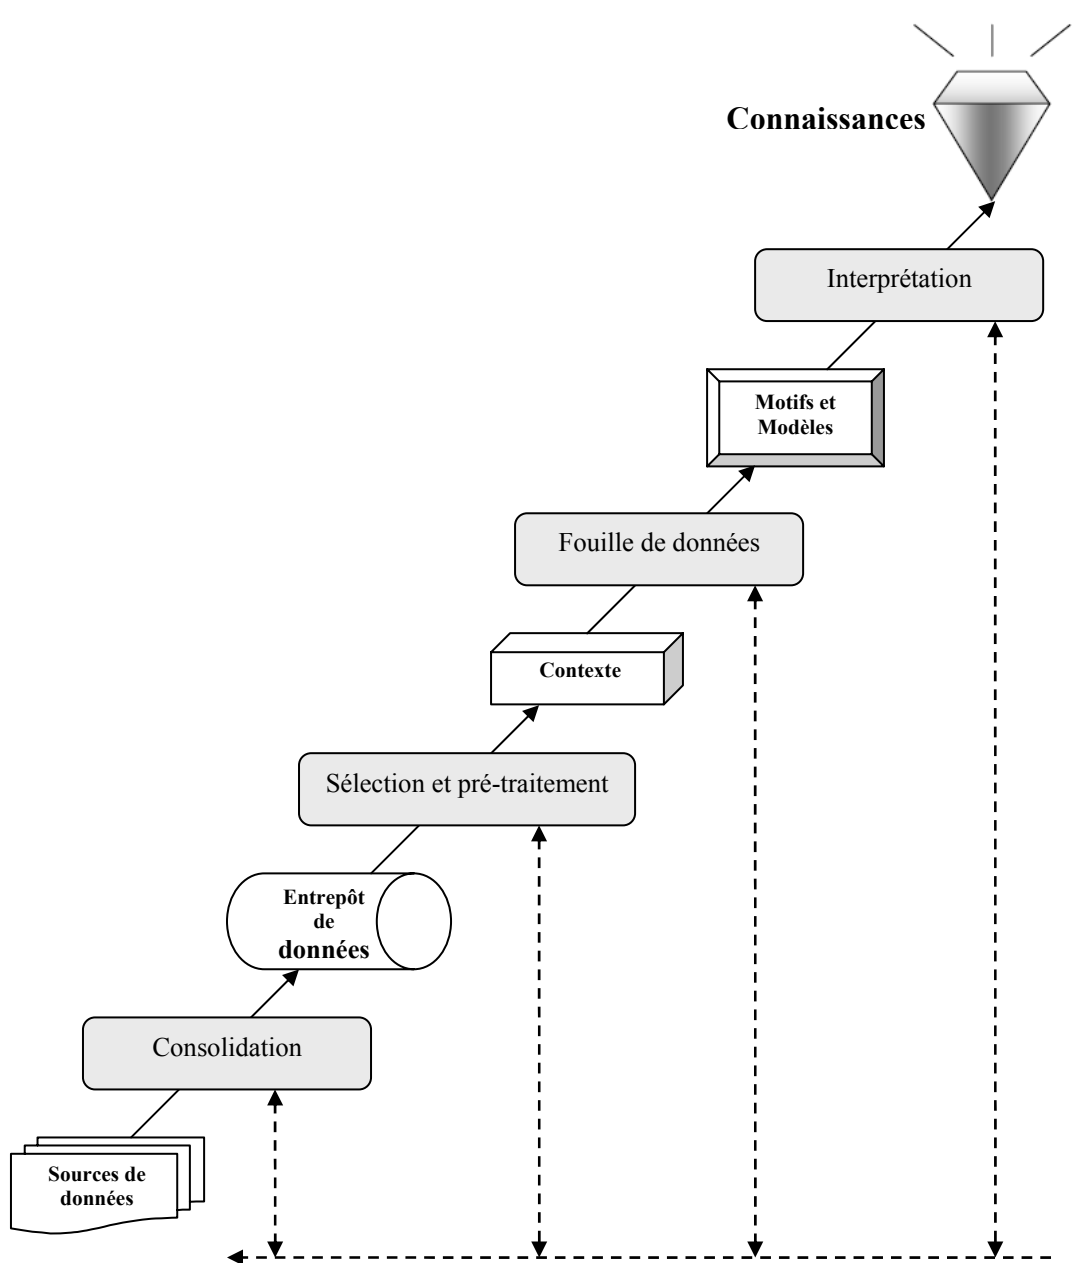 Connaissances
Interprétation
Motifs et
Modèles
Fouille de données
Contexte
Sélection et pré-traitement
Entrepôt
de
données
Consolidation
Sources de
données